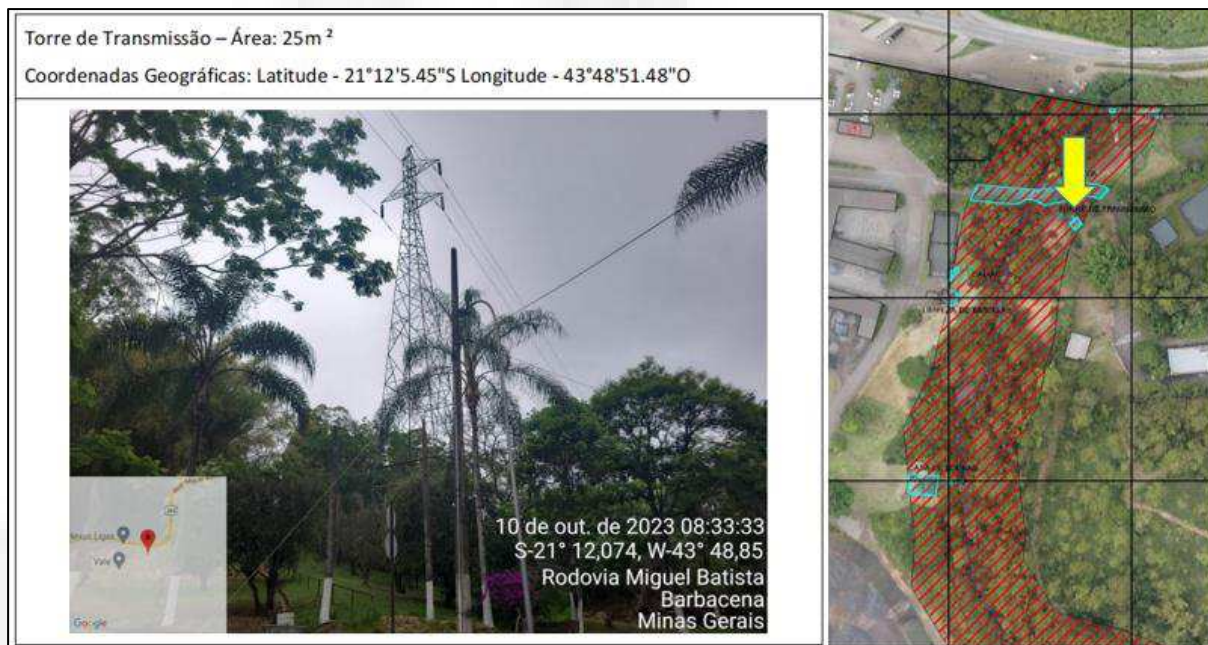 Torre de Transmissão – Área: 25m ²
Coordenadas Geográficas: Latitude - 21°12'5.45"S Longitude - 43°48'51.48"O
10 de out. de 2023 08:33:33
S-21° 12,074, W-43° 48,85
Rodovia Miguel Batista
Barbacena
Minas Gerais
Vale
Google